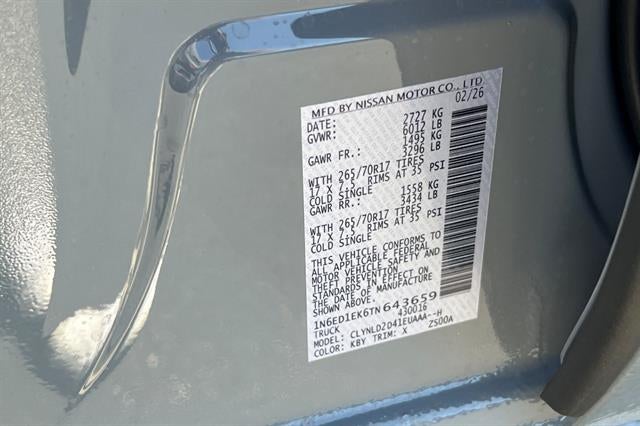 MFD BY NISSAN MOTOR CO., LTD
DATE: 02/26
GVWR: 2727 KG
6012 LB
GAWR FR.: 1495 KG
3296 LB
WITH 265/70R17 TIRES
17 X 7.5 RIMS AT 35 PSI
COLD SINGLE
GAWR RR.: 1558 KG
3434 LB
WITH 265/70R17 TIRES
17 X 7.5 RIMS AT 35 PSI
COLD SINGLE
THIS VEHICLE CONFORMS TO
ALL APPLICABLE FEDERAL
MOTOR VEHICLE SAFETY AND
THEFT PREVENTION
STANDARDS IN EFFECT ON
THE DATE OF MANUFACTURE
SHOWN ABOVE.
1N6ED1EK6TN643659
TRUCK 430016
MODEL: CLYNLDZD41EUAAA--H
COLOR: KBY TRIM: X ZS00A